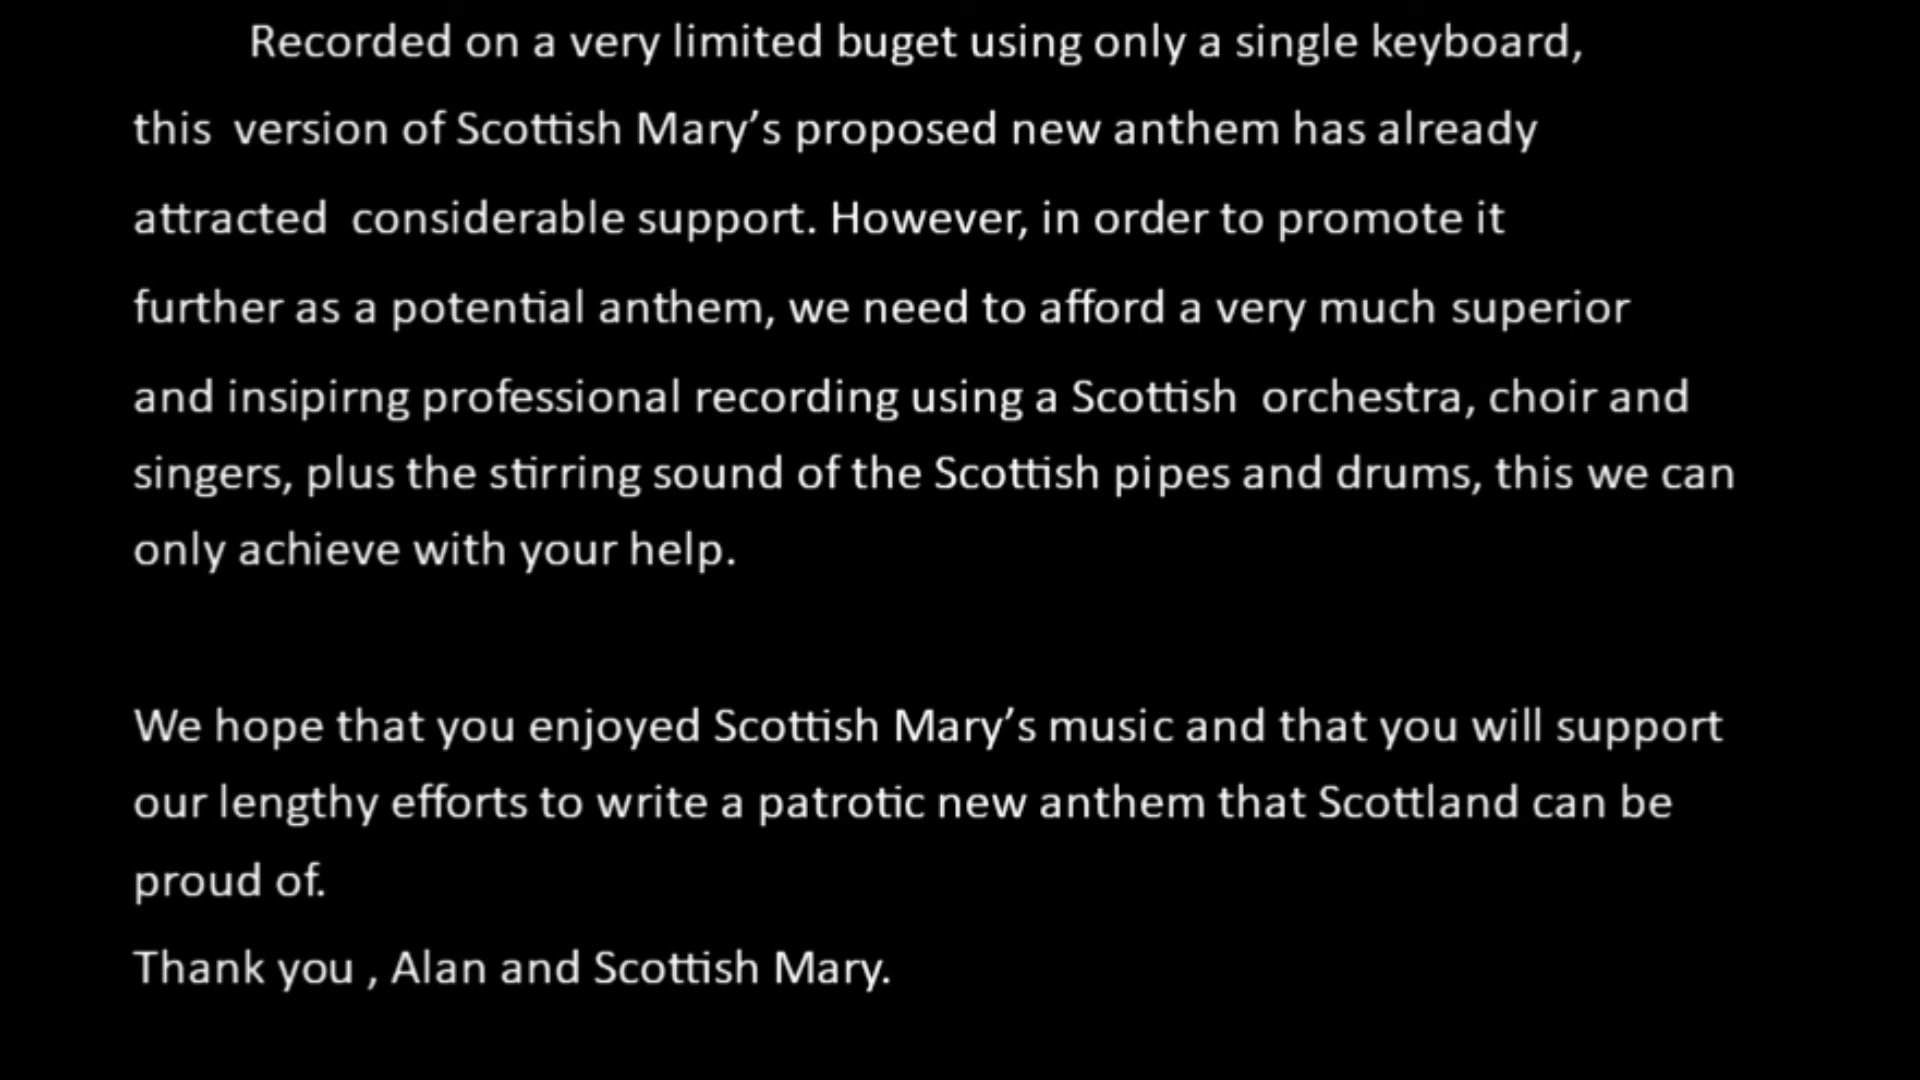 Recorded on a very limited buget using only a single keyboard,
this version of Scottish Mary’s proposed new anthem has already
attracted considerable support. However, in order to promote it
further as a potential anthem, we need to afford a very much superior
and insipirng professional recording using a Scottish orchestra, choir and
singers, plus the stirring sound of the Scottish pipes and drums, this we can
only achieve with your help.
We hope that you enjoyed Scottish Mary’s music and that you will support
our lengthy efforts to write a patrotic new anthem that Scottland can be
proud of.
Thank you , Alan and Scottish Mary.